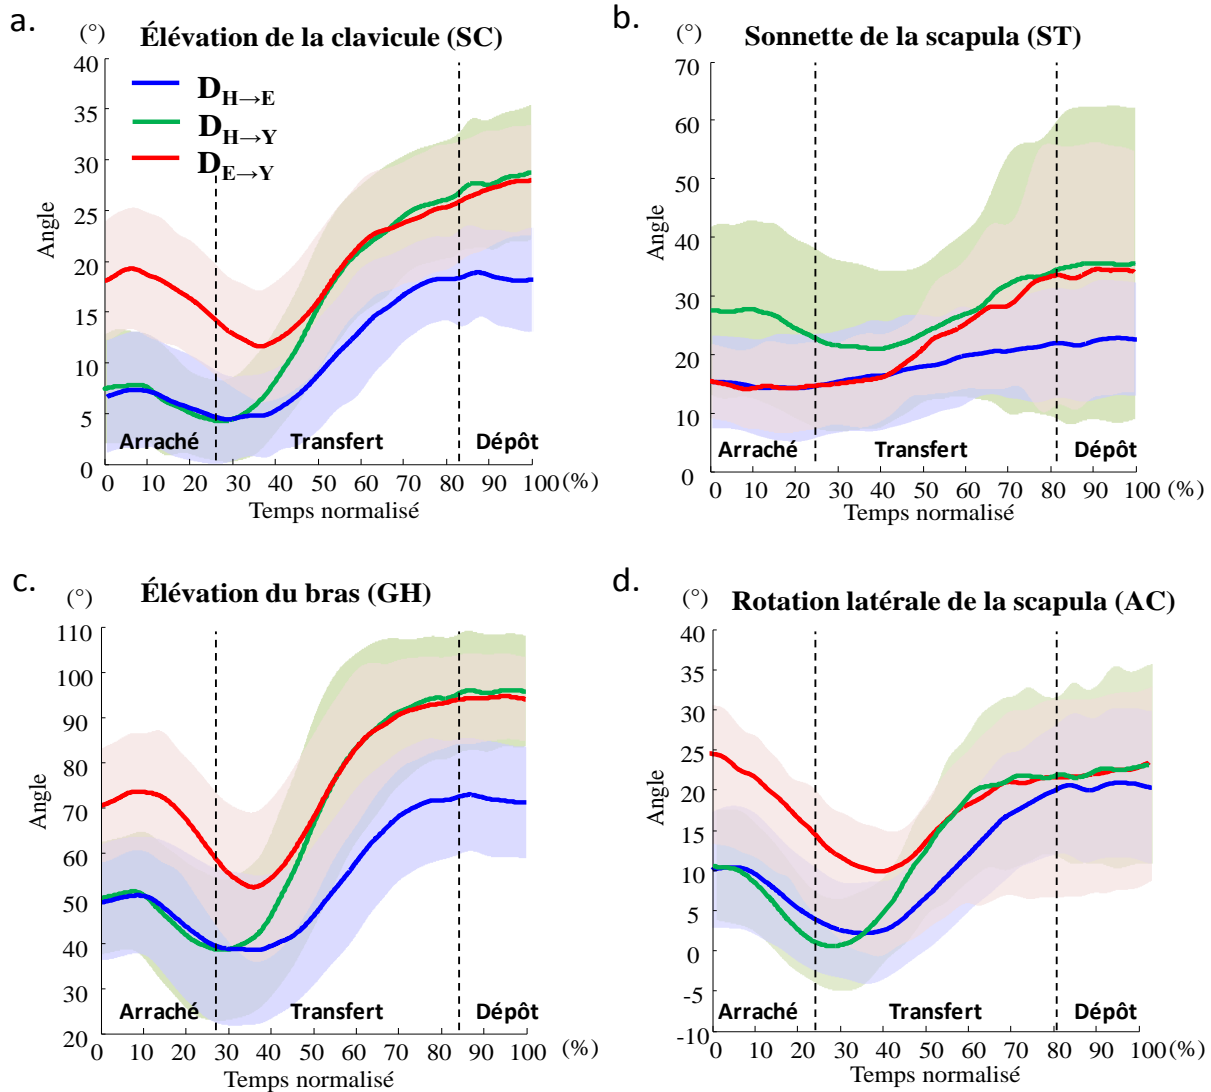 a.
(°)
Élévation de la clavicule (SC)
40
35
30
25
20
15
10
5
0
Angle
D H→E
D H→Y
D E→Y
Arraché Transfert Dépôt
0 10 20 30 40 50 60 70 80 90 100 (%)
Temps normalisé
b.
(°)
Sonnette de la scapula (ST)
70
60
50
40
30
20
10
0
Angle
Arraché Transfert Dépôt
0 10 20 30 40 50 60 70 80 90 100 (%)
Temps normalisé
c.
(°)
Élévation du bras (GH)
110
100
90
80
70
60
50
40
30
20
Angle
Arraché Transfert Dépôt
0 10 20 30 40 50 60 70 80 90 100 (%)
Temps normalisé
d.
(°)
Rotation latérale de la scapula (AC)
40
35
30
25
20
15
10
5
0
-5
-10
Angle
Arraché Transfert Dépôt
0 10 20 30 40 50 60 70 80 90 100 (%)
Temps normalisé